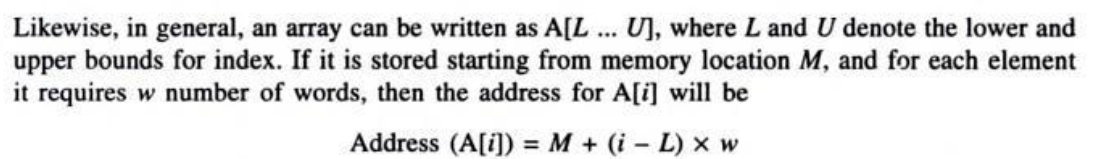 Likewise, in general, an array can be written as A[L ... U], where L and U denote the lower and
upper bounds for index. If it is stored starting from memory location M, and for each element
it requires w number of words, then the address for A[i] will be
Address (A[i]) = M + (i – L) × w